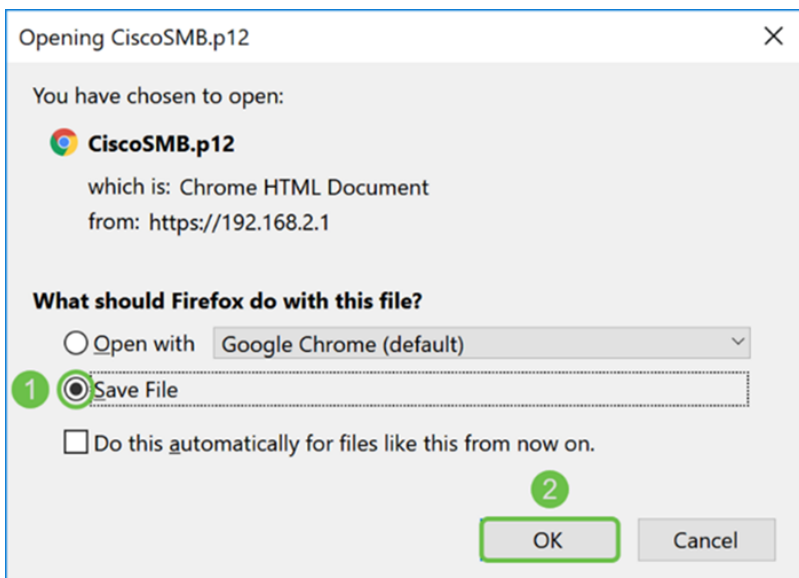 Opening CiscoSMB.p12
You have chosen to open:
CiscoSMB.p12
which is: Chrome HTML Document
from: https://192.168.2.1
What should Firefox do with this file?
Open with Google Chrome (default)
1 Save File
Do this automatically for files like this from now on.
2
OK Cancel